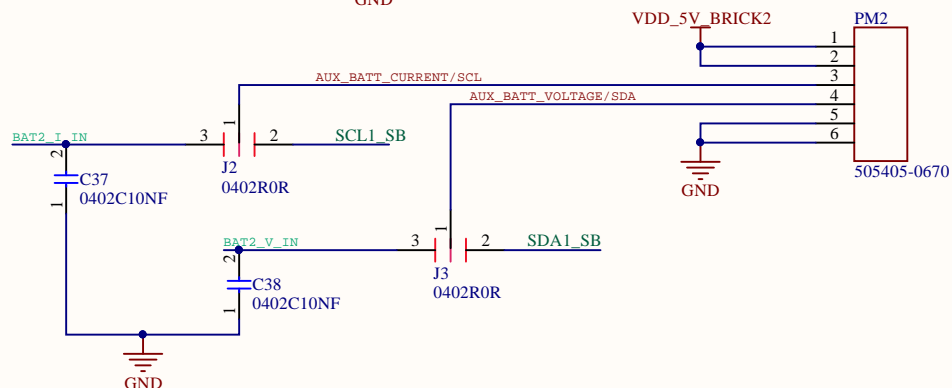 GND
VDD_5V_BRICK2
PM2
1
2
AUX_BATT_CURRENT/SCL
3
AUX_BATT_VOLTAGE/SDA
4
5
6
505405-0670
GND
BAT2_I_IN
3
1
2
SCL1_SB
J2
0402R0R
2
C37
0402C10NF
1
BAT2_V_IN
3
1
2
SDA1_SB
J3
0402R0R
2
C38
0402C10NF
1
GND